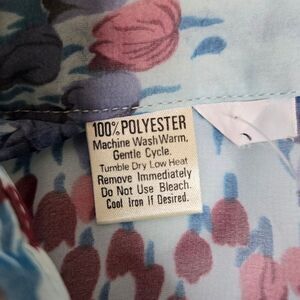 100% POLYESTER
Machine Wash Warm,
Gentle Cycle.
Tumble Dry Low Heat
Remove Immediately
Do Not Use Bleach.
Cool Iron If Desired.